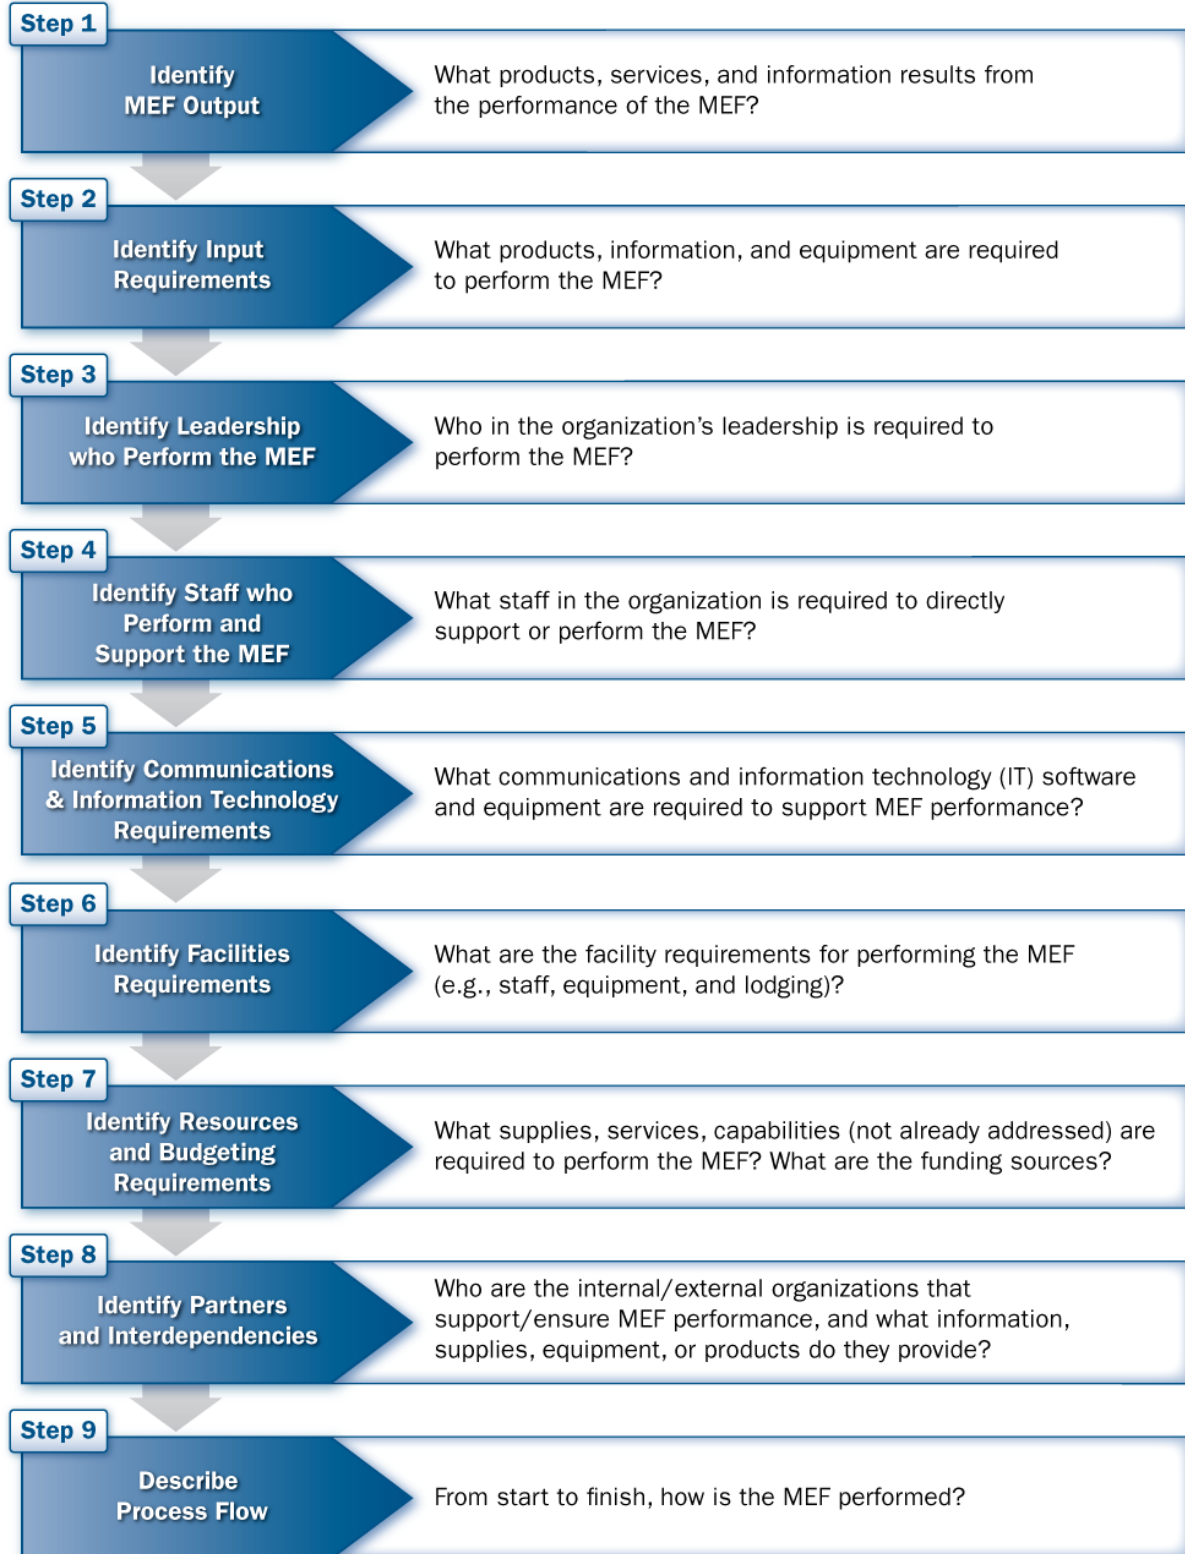 Step 1
Identify
MEF Output
What products, services, and information results from
the performance of the MEF?
Step 2
Identify Input
Requirements
What products, information, and equipment are required
to perform the MEF?
Step 3
Identify Leadership
who Perform the MEF
Who in the organization’s leadership is required to
perform the MEF?
Step 4
Identify Staff who
Perform and
Support the MEF
What staff in the organization is required to directly
support or perform the MEF?
Step 5
Identify Communications
& Information Technology
Requirements
What communications and information technology (IT) software
and equipment are required to support MEF performance?
Step 6
Identify Facilities
Requirements
What are the facility requirements for performing the MEF
(e.g., staff, equipment, and lodging)?
Step 7
Identify Resources
and Budgeting
Requirements
What supplies, services, capabilities (not already addressed) are
required to perform the MEF? What are the funding sources?
Step 8
Identify Partners
and Interdependencies
Who are the internal/external organizations that
support/ensure MEF performance, and what information,
supplies, equipment, or products do they provide?
Step 9
Describe
Process Flow
From start to finish, how is the MEF performed?